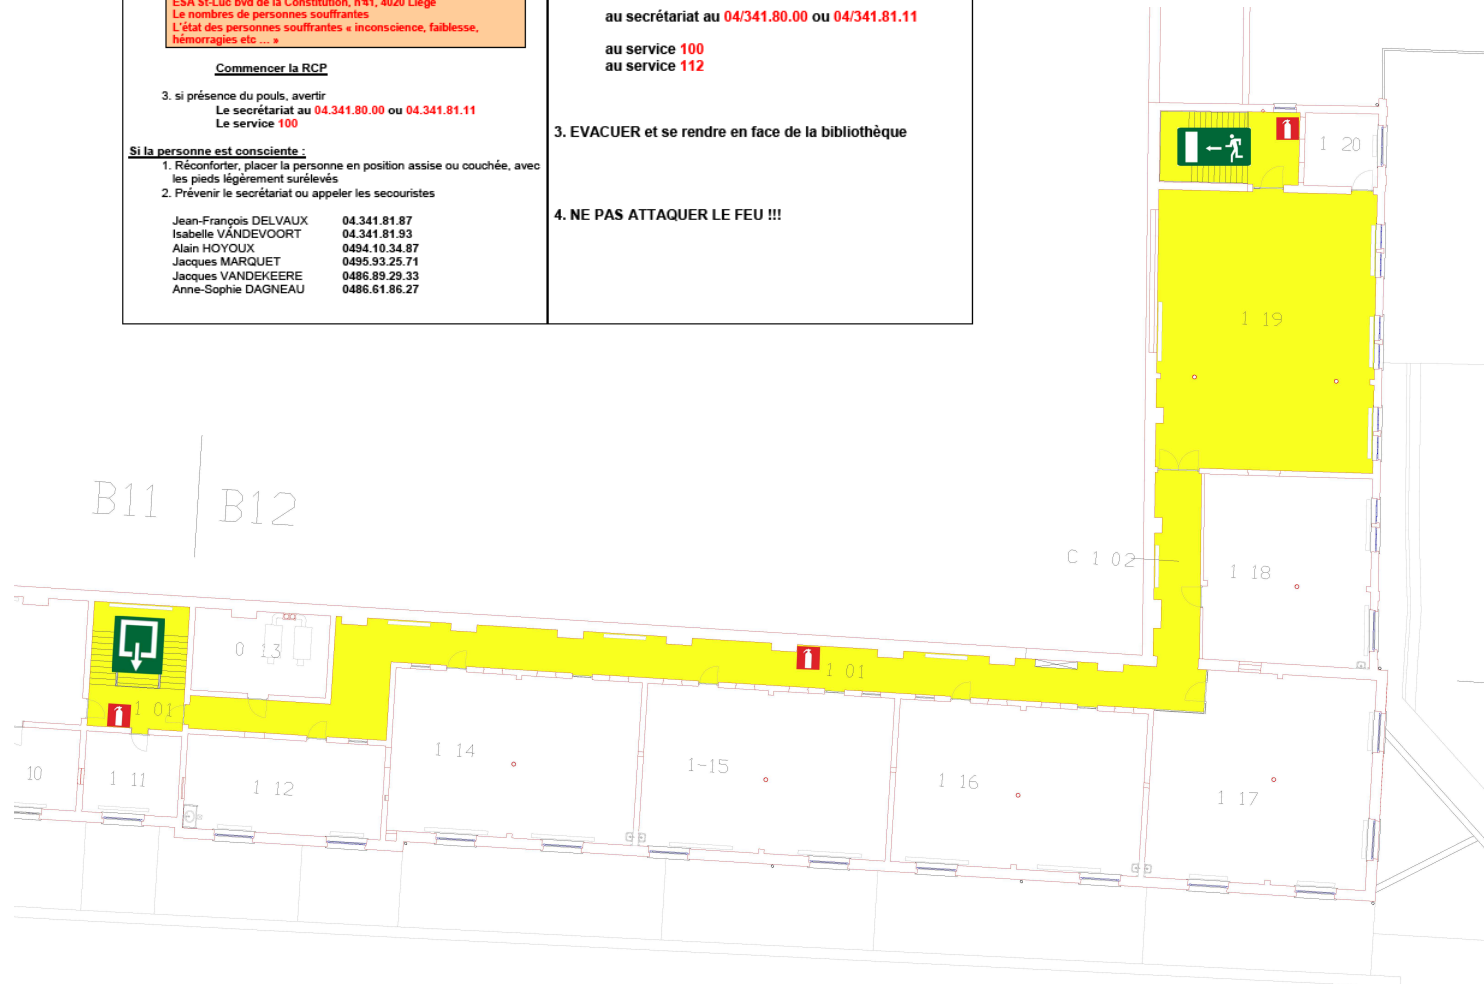 ESA St-Luc bvd de la Constitution, n°41, 4020 Liège
Le nombres de personnes souffrantes
L'état des personnes souffrantes « inconscience, faiblesse,
hémorragies etc ... »
Commencer la RCP
3. si présence du pouls, avertir
Le secrétariat au 04.341.80.00 ou 04.341.81.11
Le service 100
Si la personne est consciente :
1. Réconforter, placer la personne en position assise ou couchée, avec
les pieds légèrement surélevés
2. Prévenir le secrétariat ou appeler les secouristes
Jean-François DELVAUX 04.341.81.87
Isabelle VANDEVOORT 04.341.81.93
Alain HOYOUX 0494.10.34.87
Jacques MARQUET 0495.93.25.71
Jacques VANDEKEERE 0486.89.29.33
Anne-Sophie DAGNEAU 0486.61.86.27
au secrétariat au 04/341.80.00 ou 04/341.81.11
au service 100
au service 112
3. EVACUER et se rendre en face de la bibliothèque
4. NE PAS ATTAQUER LE FEU !!!
1 20
1 19
B11
B12
C 1 02
1 18
0 13
1 01
1 01
10
1 11
1 12
1 14
1-15
1 16
1 17